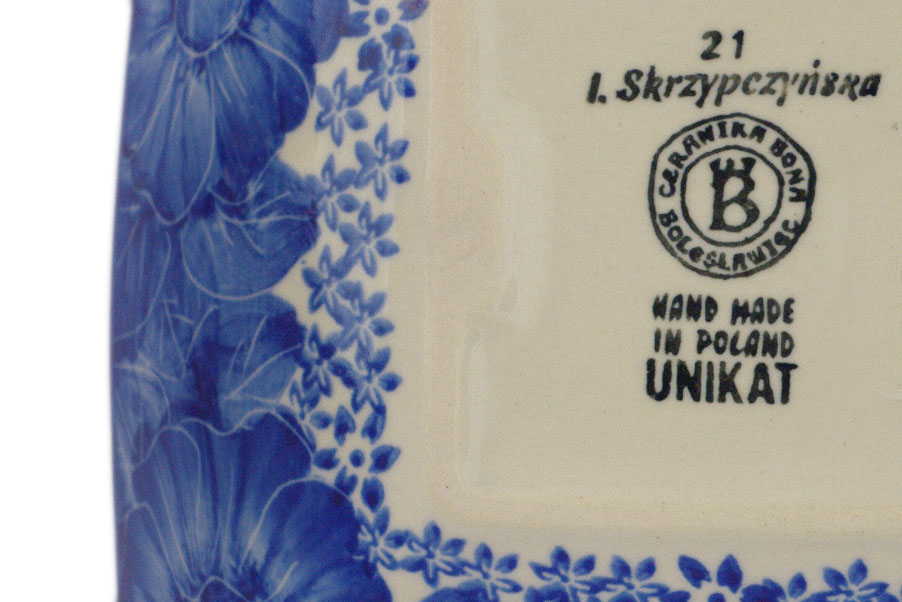 21
I. Skrzypczyńska
CERAMIKA BONA
B
BOLESŁAWIEC
HAND MADE
IN POLAND
UNIKAT